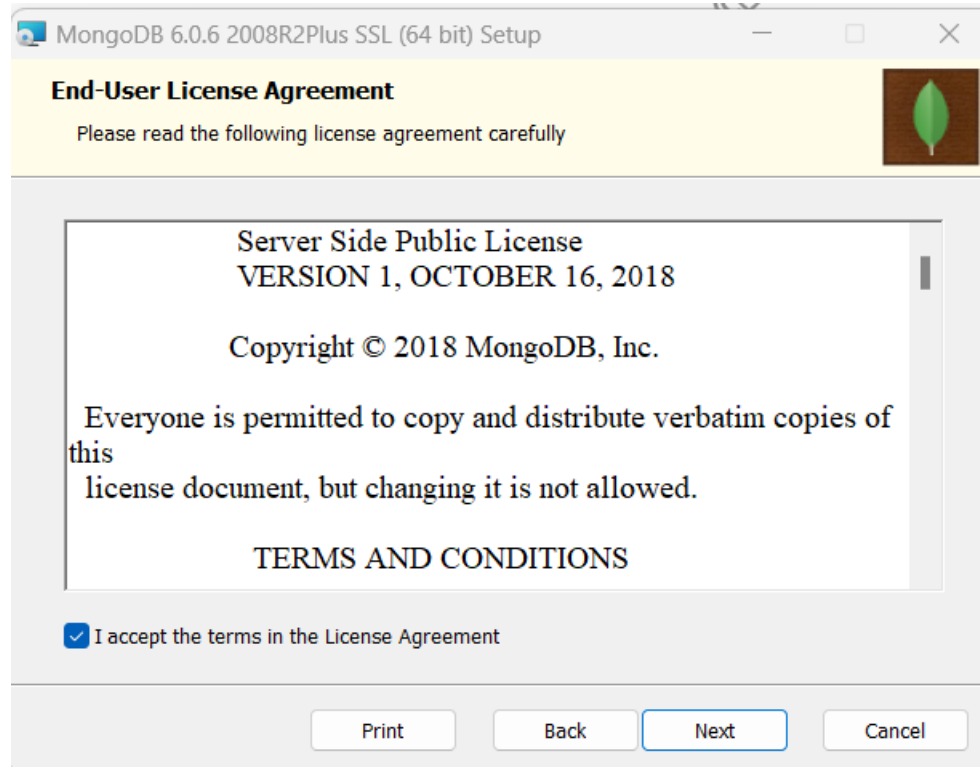 MongoDB 6.0.6 2008R2Plus SSL (64 bit) Setup
End-User License Agreement
Please read the following license agreement carefully
Server Side Public License
VERSION 1, OCTOBER 16, 2018
Copyright © 2018 MongoDB, Inc.
Everyone is permitted to copy and distribute verbatim copies of
this
license document, but changing it is not allowed.
TERMS AND CONDITIONS
I accept the terms in the License Agreement
Print Back Next Cancel